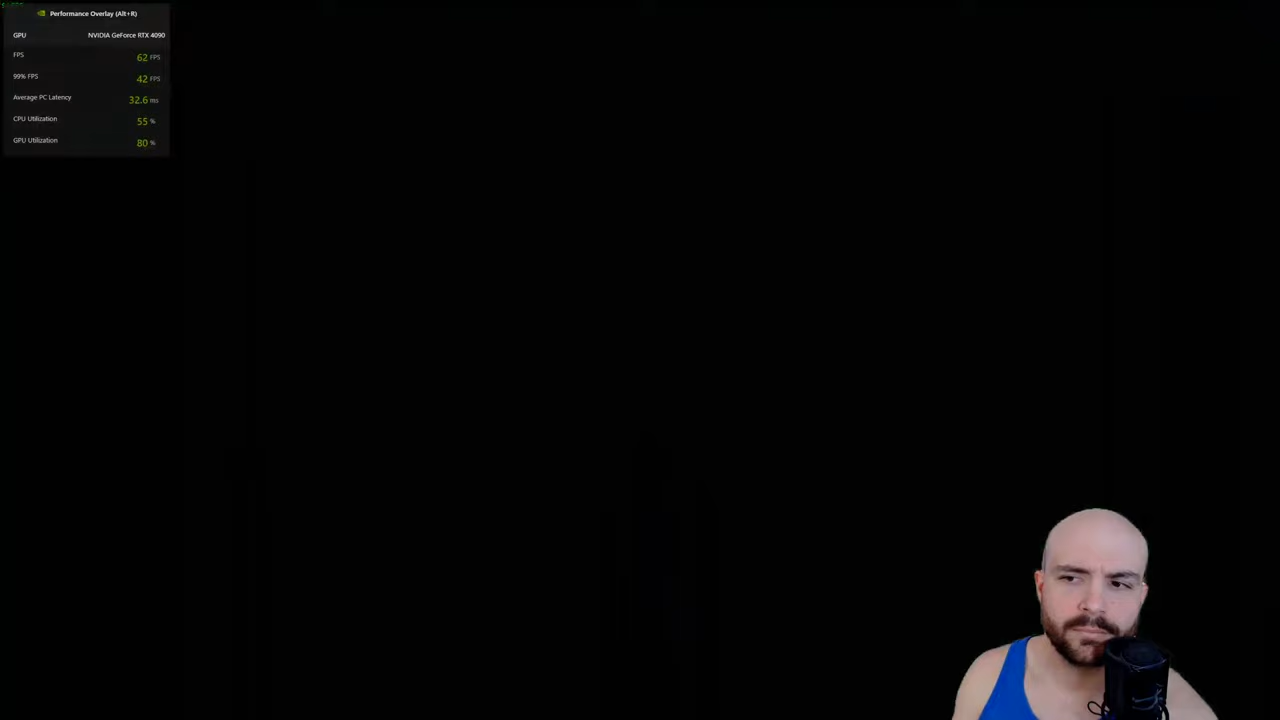 Performance Overlay (Alt+R)
GPU NVIDIA GeForce RTX 4090
FPS 62 FPS
99% FPS 42 FPS
Average PC Latency 32.6 ms
CPU Utilization 55 %
GPU Utilization 80 %